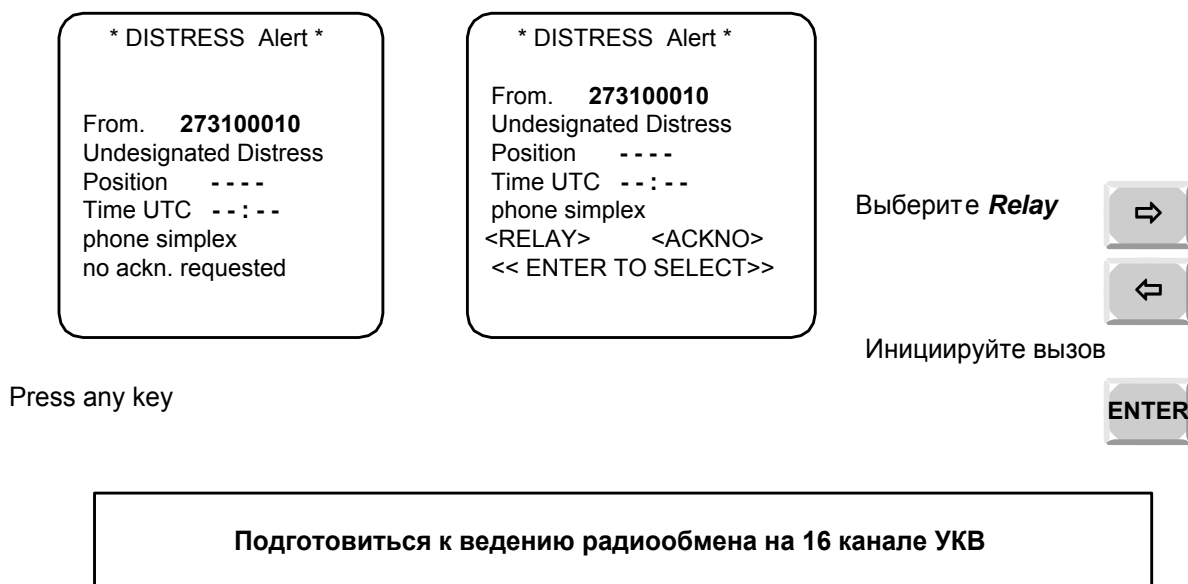 * DISTRESS Alert *
From. 273100010
Undesignated Distress
Position - - - -
Time UTC - - : - -
phone simplex
no ackn. requested
* DISTRESS Alert *
From. 273100010
Undesignated Distress
Position - - - -
Time UTC - - : - -
phone simplex
<RELAY> <ACKNO>
<< ENTER TO SELECT>>
Выберите Relay
⇨
⇦
Инициируйте вызов
ENTER
Press any key
Подготовиться к ведению радиообмена на 16 канале УКВ